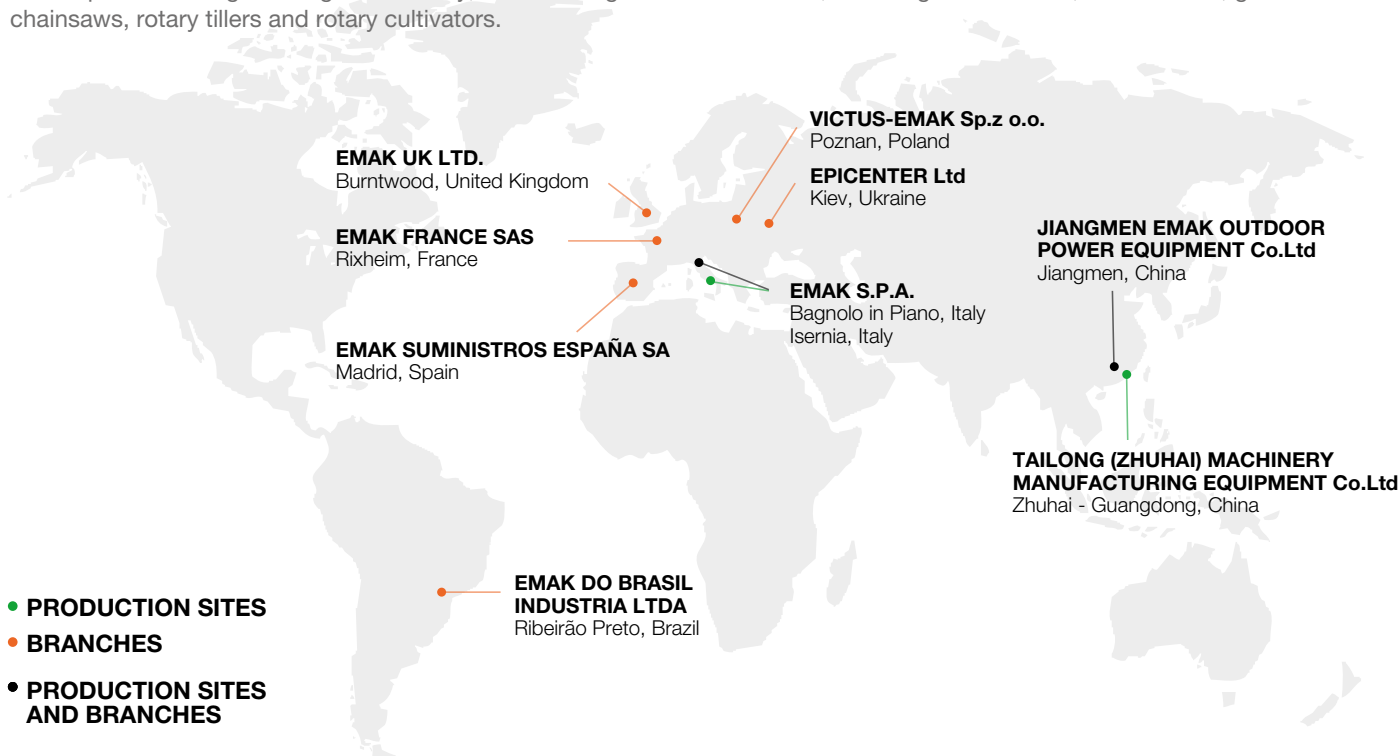 chainsaws, rotary tillers and rotary cultivators.
VICTUS-EMAK Sp.z o.o.
Poznan, Poland
EMAK UK LTD.
Burntwood, United Kingdom
EPICENTER Ltd
Kiev, Ukraine
EMAK FRANCE SAS
Rixheim, France
JIANGMEN EMAK OUTDOOR
POWER EQUIPMENT Co.Ltd
Jiangmen, China
EMAK S.P.A.
Bagnolo in Piano, Italy
Isernia, Italy
EMAK SUMINISTROS ESPAÑA SA
Madrid, Spain
TAILONG (ZHUHAI) MACHINERY
MANUFACTURING EQUIPMENT Co.Ltd
Zhuhai - Guangdong, China
EMAK DO BRASIL
INDUSTRIA LTDA
Ribeirão Preto, Brazil
PRODUCTION SITES
BRANCHES
PRODUCTION SITES
AND BRANCHES